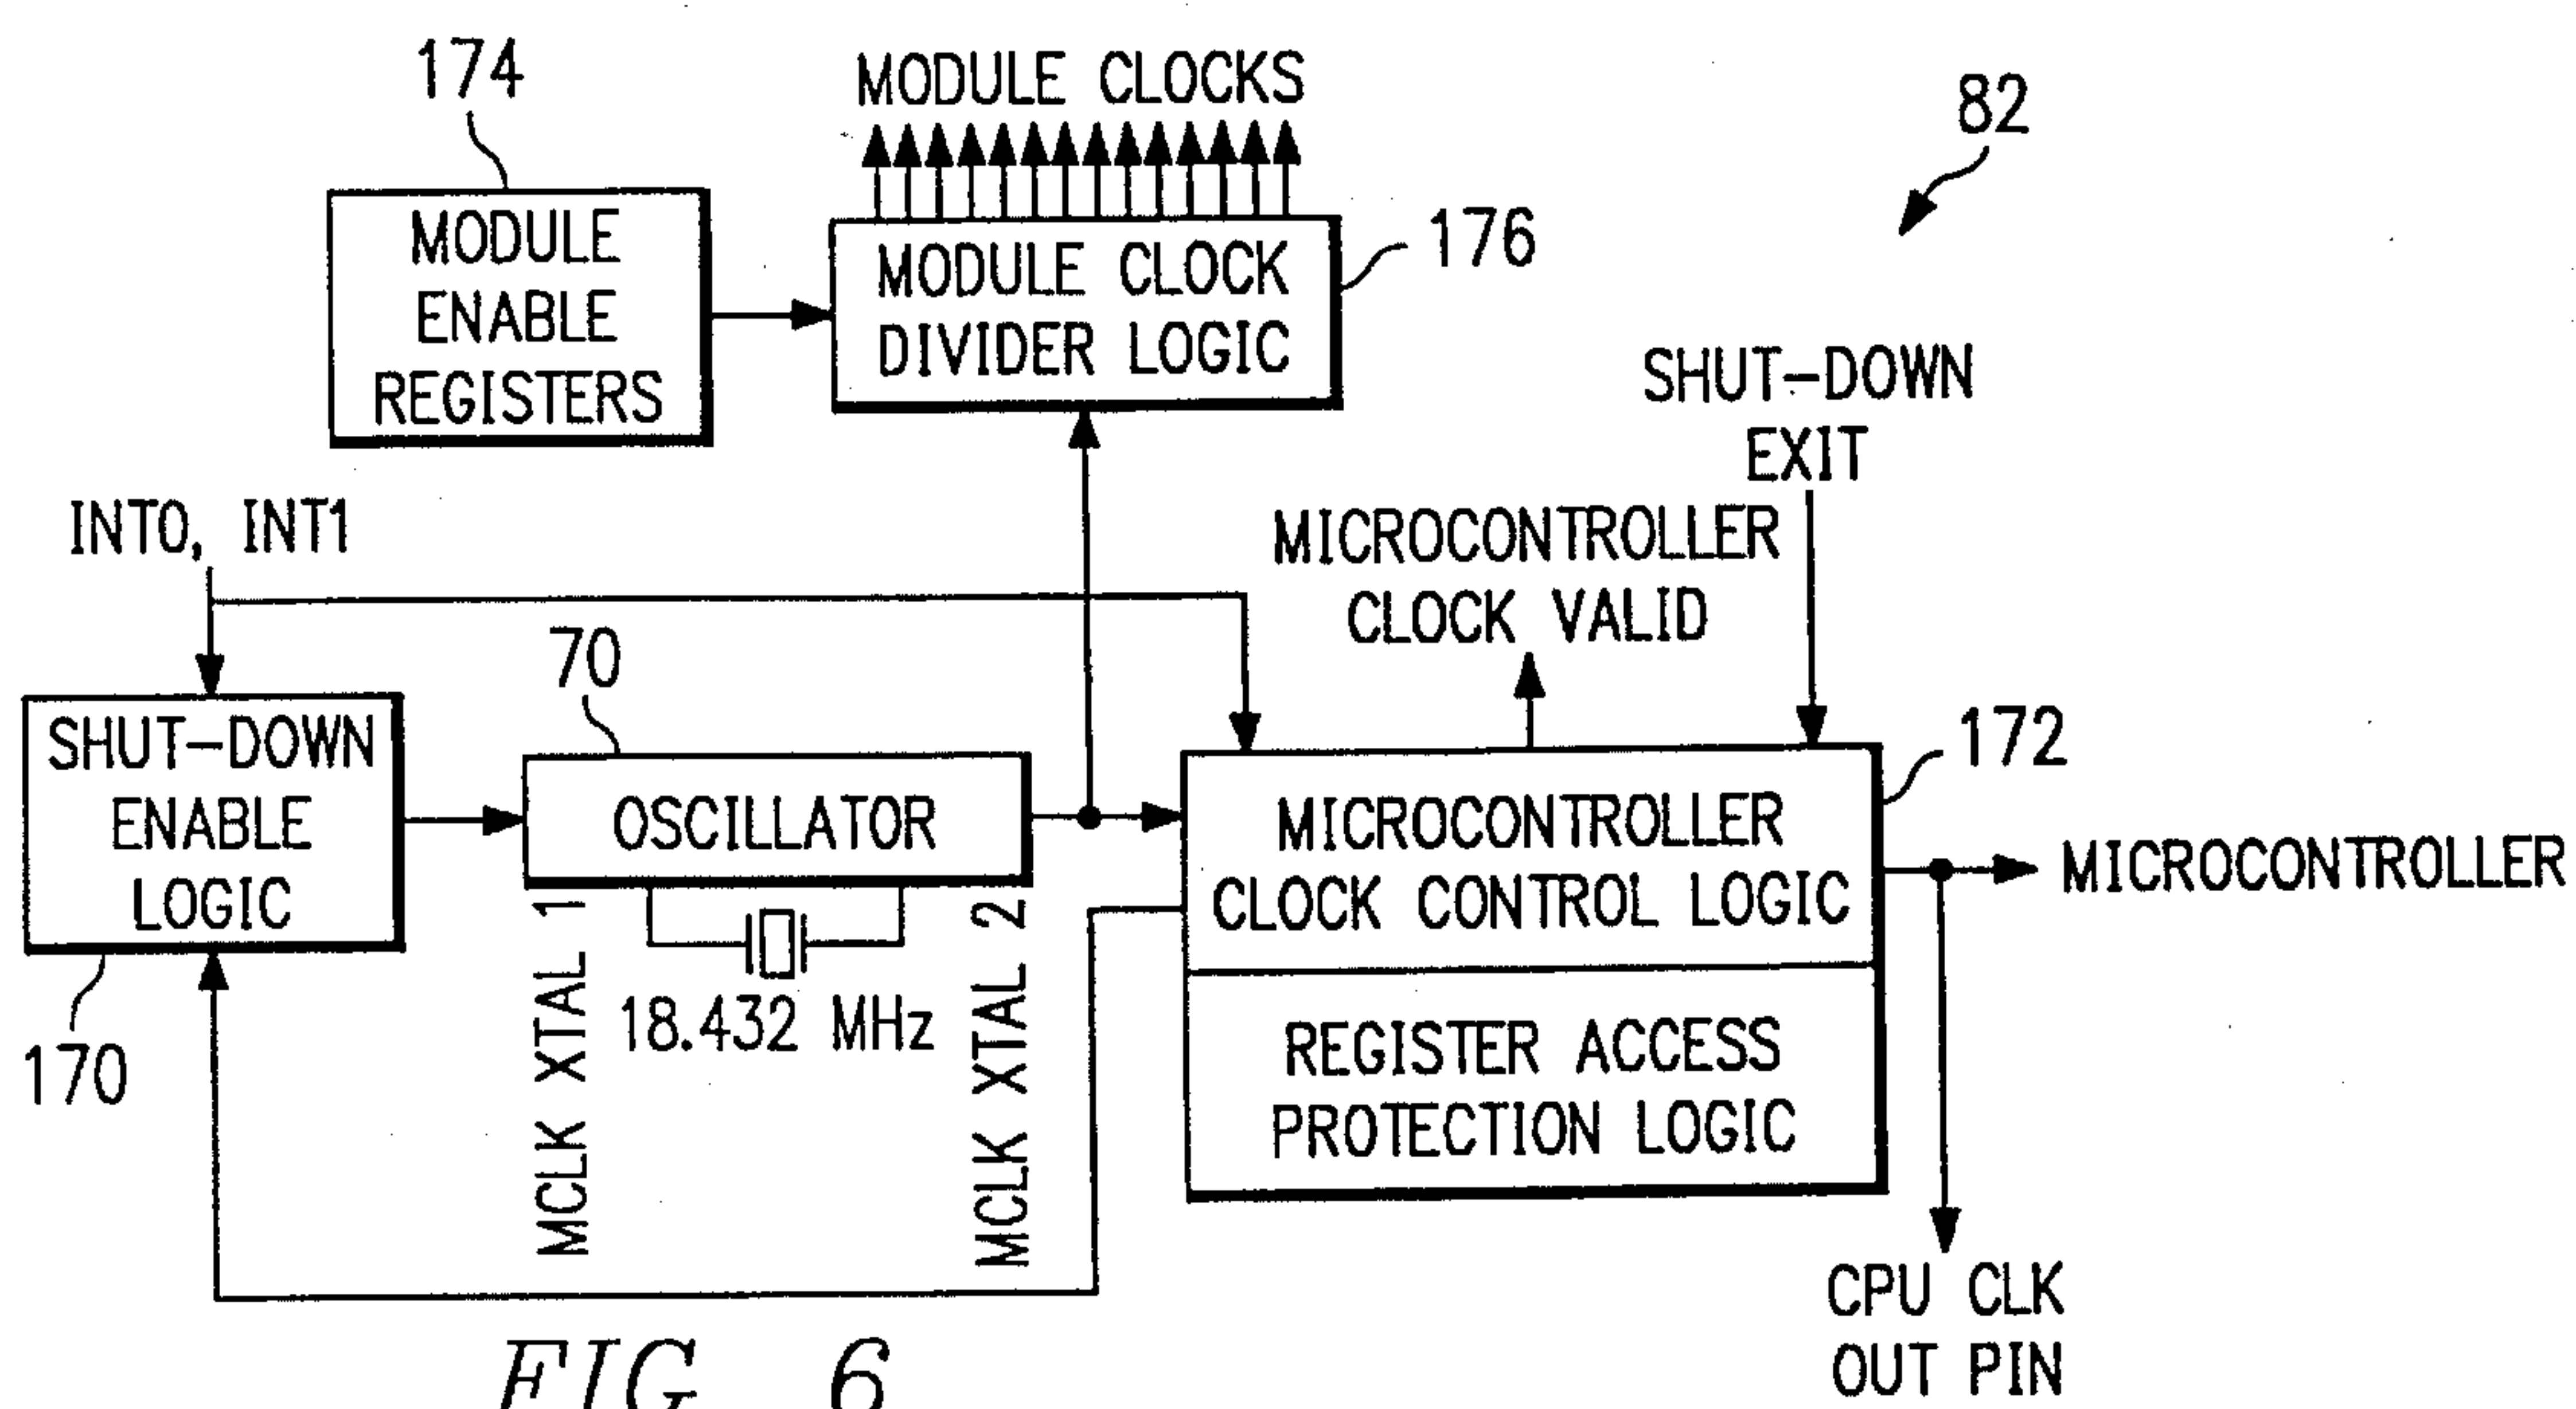 174
MODULE CLOCKS
82
MODULE
ENABLE
REGISTERS
MODULE CLOCK
DIVIDER LOGIC
176
SHUT-DOWN
EXIT
INT0, INT1
MICROCONTROLLER
CLOCK VALID
70
SHUT-DOWN
ENABLE
LOGIC
OSCILLATOR
172
MICROCONTROLLER
CLOCK CONTROL LOGIC
MICROCONTROLLER
MCLK XTAL 1
18.432 MHz
MCLK XTAL 2
170
REGISTER ACCESS
PROTECTION LOGIC
CPU CLK
OUT PIN
FIG 6